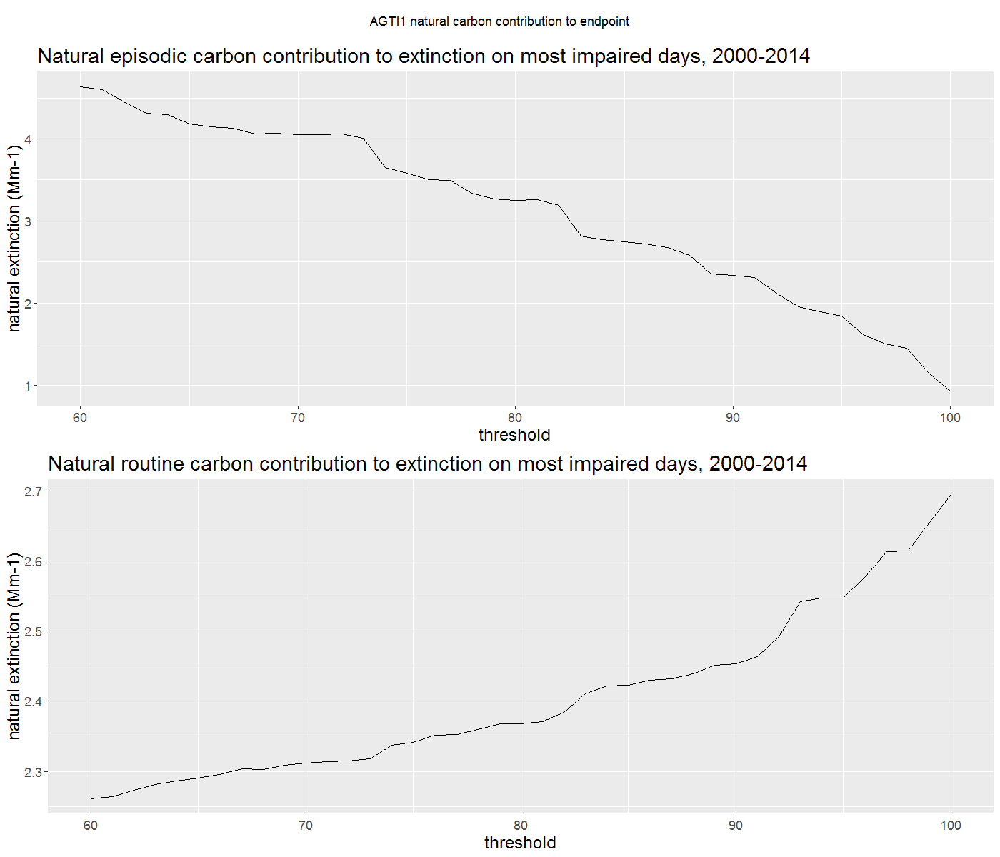 AGTI1 natural carbon contribution to endpoint
Natural episodic carbon contribution to extinction on most impaired days, 2000-2014
natural extinction (Mm-1)
4
3
2
1
60 70 80 90 100
threshold
Natural routine carbon contribution to extinction on most impaired days, 2000-2014
natural extinction (Mm-1)
2.7
2.6
2.5
2.4
2.3
60 70 80 90 100
threshold